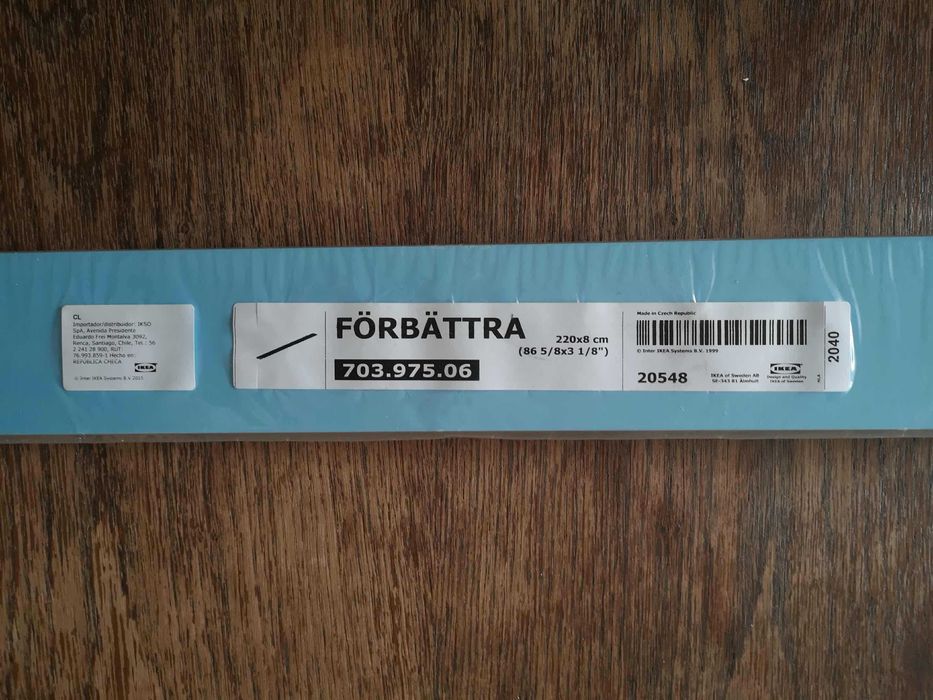 CL
Importador/distribuidor: IKSO
SpA, Avenida Presidente
Eduardo Frei Montalva 3092,
Renca, Santiago, Chile, Tel.: 56
2 241 28 900, RUT:
76.993.859-1 Hecho en:
REPÚBLICA CHECA
IKEA
© Inter IKEA Systems B.V. 2015
FÖRBÄTTRA
220x8 cm
(86 5/8x3 1/8")
703.975.06
Made in Czech Republic
© Inter IKEA Systems B.V. 1999
20548
IKEA of Sweden AB
SE-343 81 Älmhult
IKEA
Design and Quality
IKEA of Sweden
2040